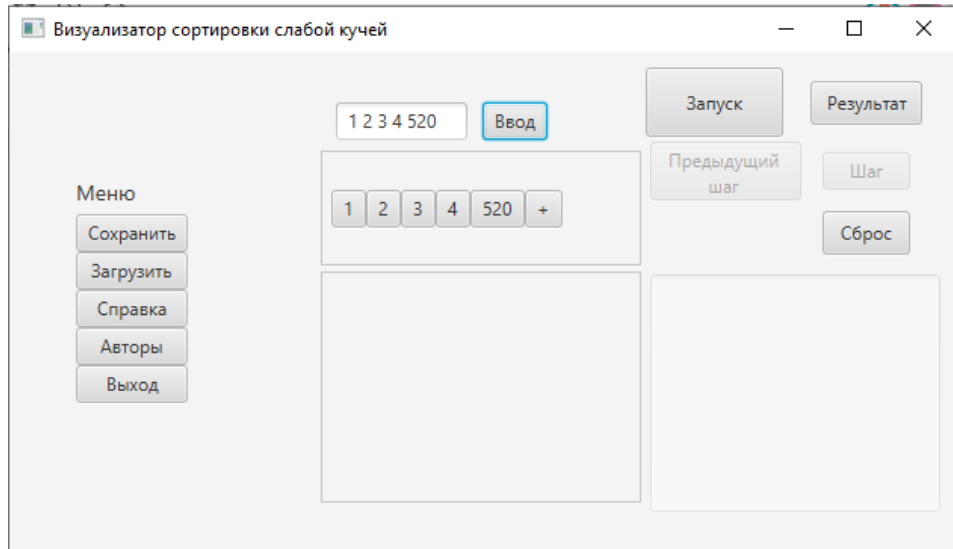 Визуализатор сортировки слабой кучей
1 2 3 4 520
Ввод
Запуск
Результат
Предыдущий
шаг
Шаг
Сброс
1 2 3 4 520 +
Меню
Сохранить
Загрузить
Справка
Авторы
Выход